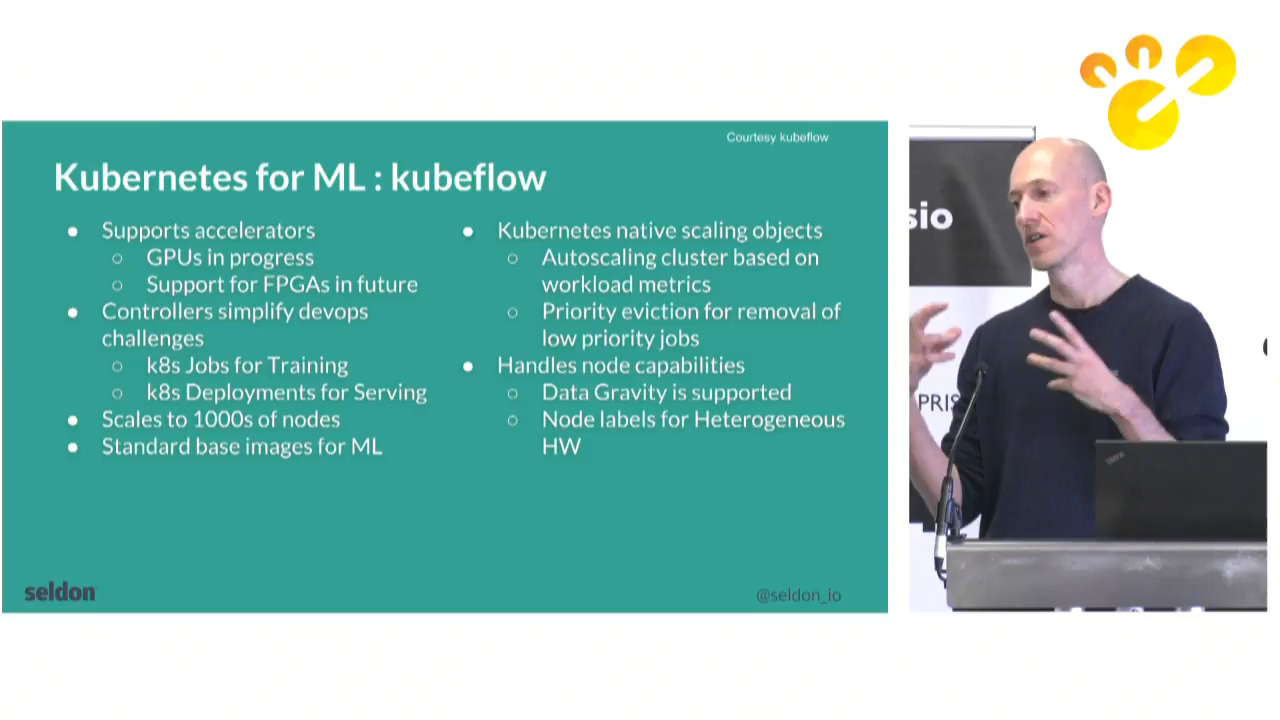 Courtesy kubeflow
Kubernetes for ML : kubeflow
● Supports accelerators
○ GPUs in progress
○ Support for FPGAs in future
● Controllers simplify devops
challenges
○ k8s Jobs for Training
○ k8s Deployments for Serving
● Scales to 1000s of nodes
● Standard base images for ML
● Kubernetes native scaling objects
○ Autoscaling cluster based on
workload metrics
○ Priority eviction for removal of
low priority jobs
● Handles node capabilities
○ Data Gravity is supported
○ Node labels for Heterogeneous
HW
seldon
@seldon_io
sio
PRIS